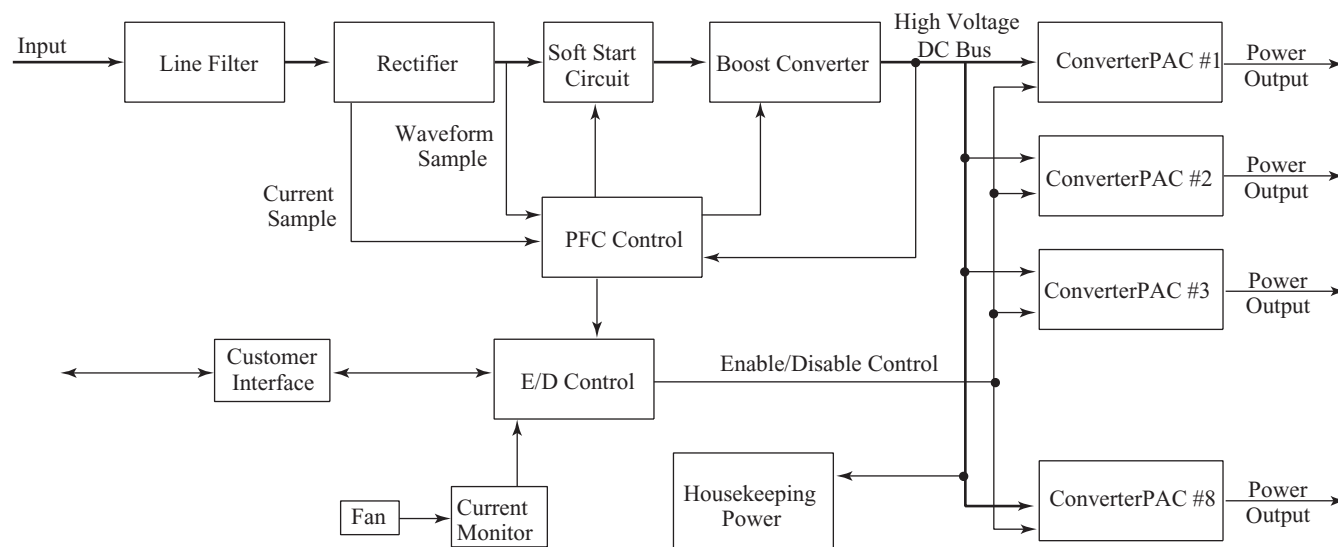 Input
Line Filter
Rectifier
Soft Start
Circuit
Boost Converter
High Voltage
DC Bus
ConverterPAC #1
Power
Output
Waveform
Sample
Current
Sample
PFC Control
ConverterPAC #2
Power
Output
ConverterPAC #3
Power
Output
Customer
Interface
E/D Control
Enable/Disable Control
Fan
Current
Monitor
Housekeeping
Power
ConverterPAC #8
Power
Output